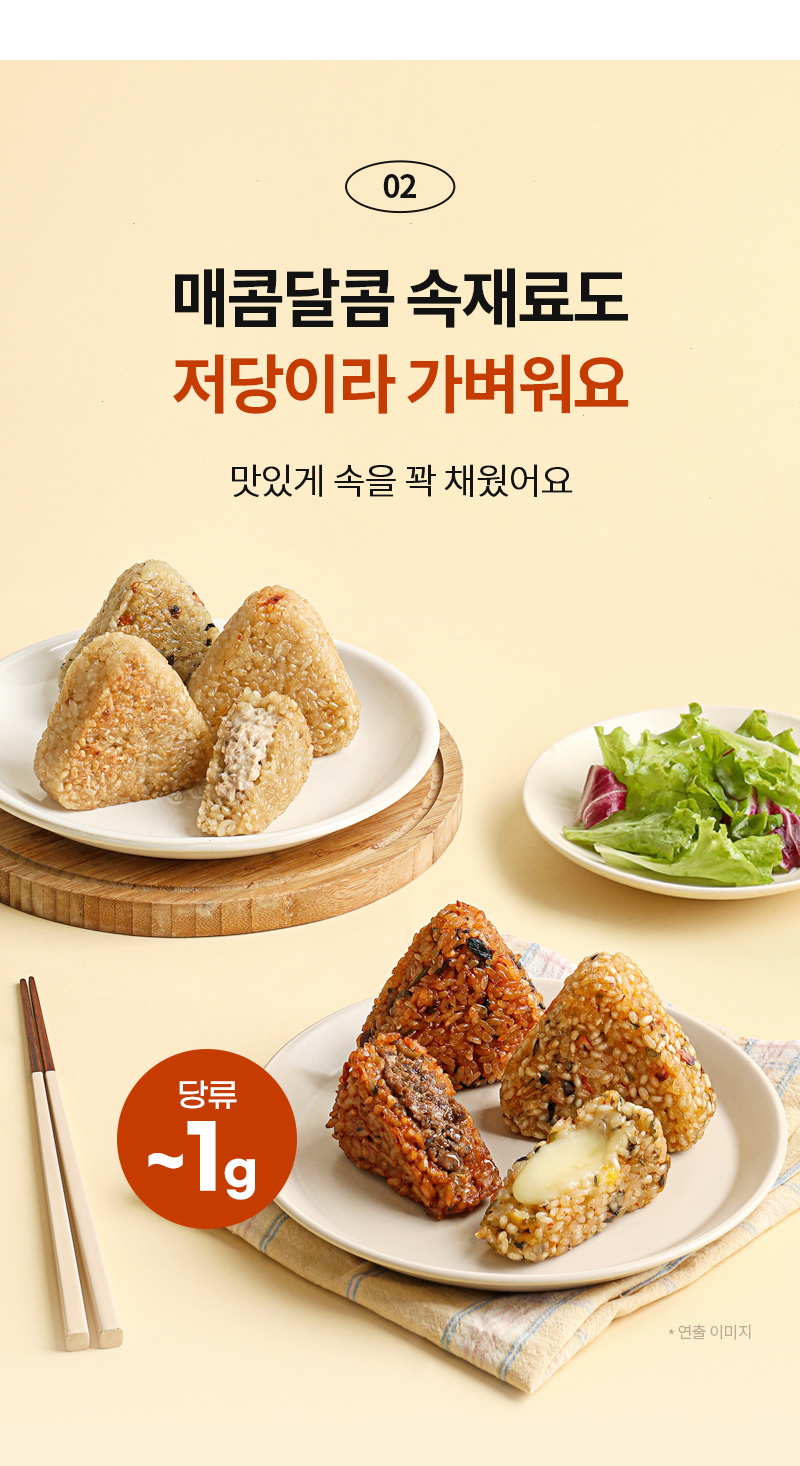 02
매콤달콤 속재료도
저당이라 가벼워요
맛있게 속을 꽉 채웠어요
당류
~1g
* 연출 이미지